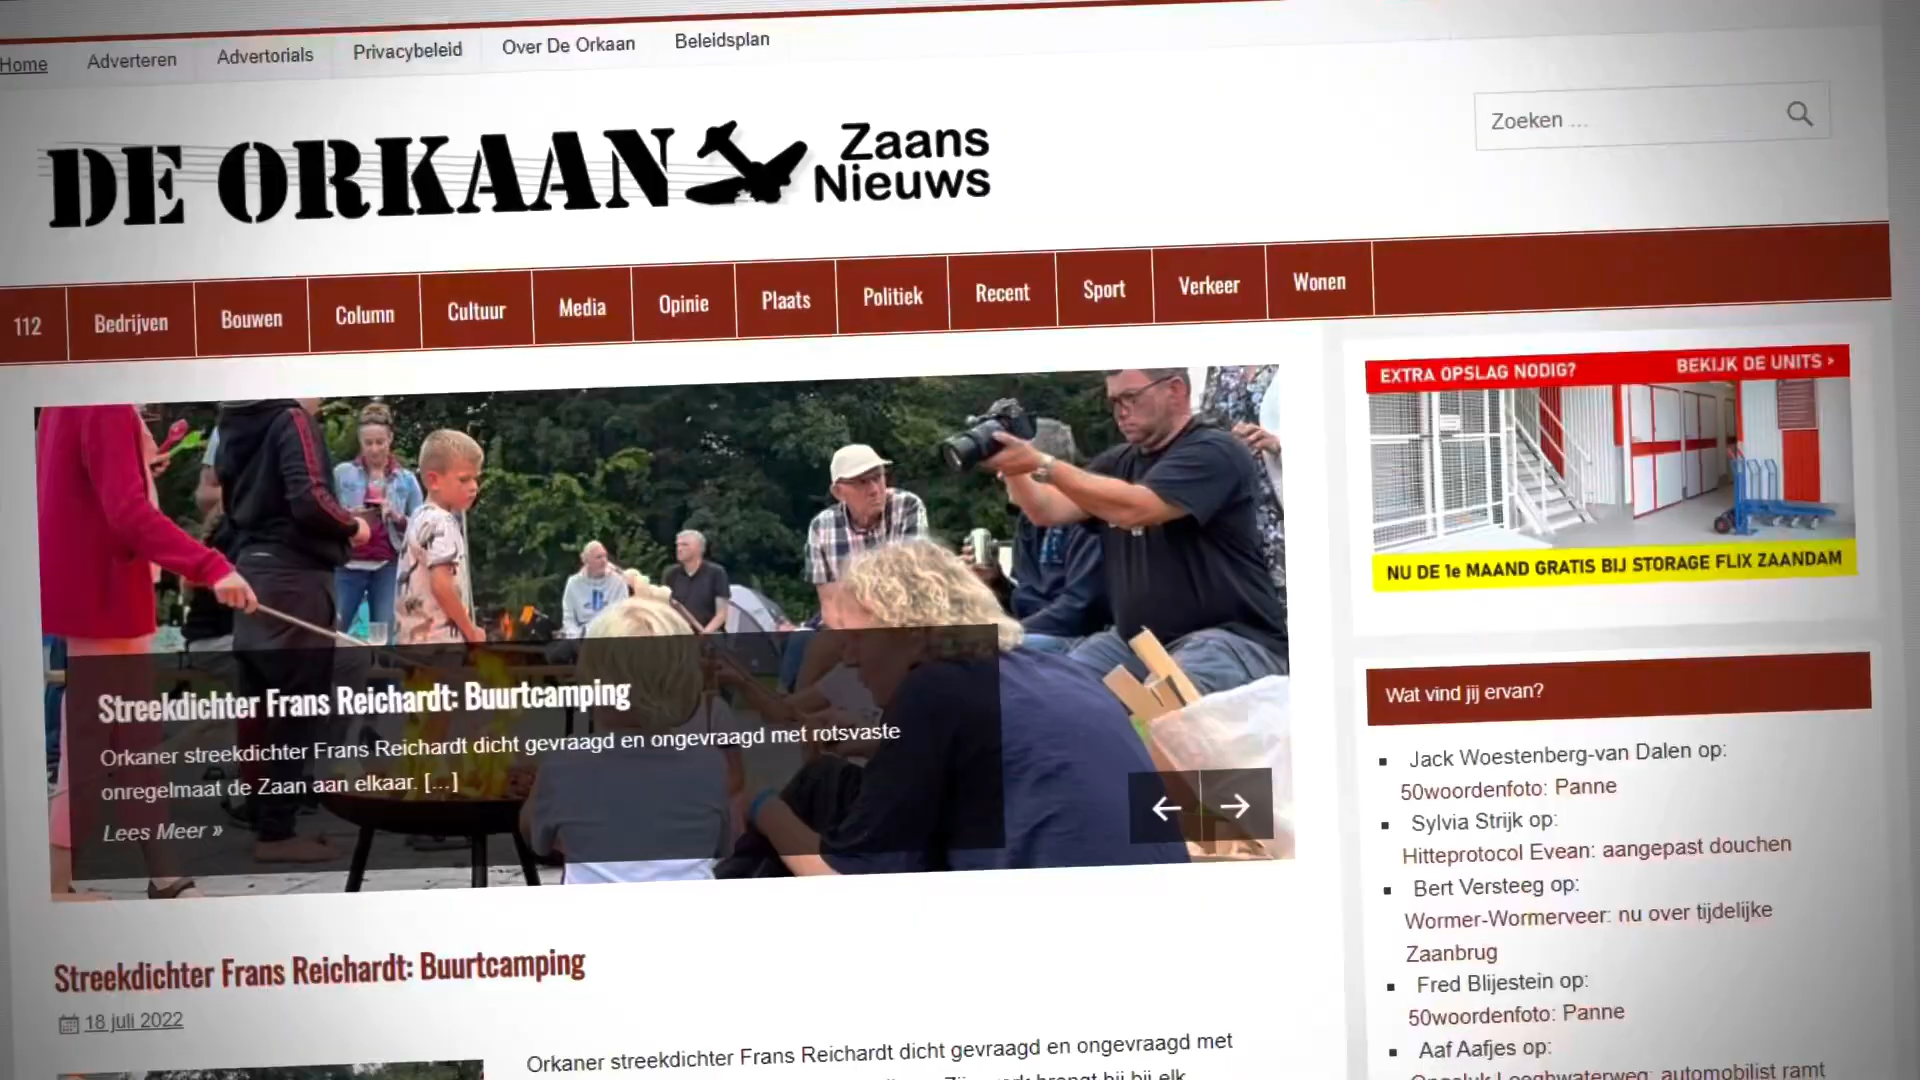 Home Adverteren Advertorials Privacybeleid Over De Orkaan Beleidsplan
DE ORKAAN Zaans
Nieuws
Zoeken ...
112 Bedrijven Bouwen Column Cultuur Media Opinie Plaats Politiek Recent Sport Verkeer Wonen
Streekdichter Frans Reichardt: Buurtcamping
Orkaner streekdichter Frans Reichardt dicht gevraagd en ongevraagd met rotsvaste
onregelmaat de Zaan aan elkaar. [...]
Lees Meer »
Streekdichter Frans Reichardt: Buurtcamping
18 juli 2022
Orkaner streekdichter Frans Reichardt dicht gevraagd en ongevraagd met
EXTRA OPSLAG NODIG? BEKIJK DE UNITS >
NU DE 1e MAAND GRATIS BIJ STORAGE FLIX ZAANDAM
Wat vind jij ervan?
Jack Woestenberg-van Dalen op:
50woordenfoto: Panne
Sylvia Strijk op:
Hitteprotocol Evean: aangepast douchen
Bert Versteeg op:
Wormer-Wormerveer: nu over tijdelijke
Zaanbrug
Fred Blijestein op:
50woordenfoto: Panne
Aaf Aafjes op:
automobilist ramt